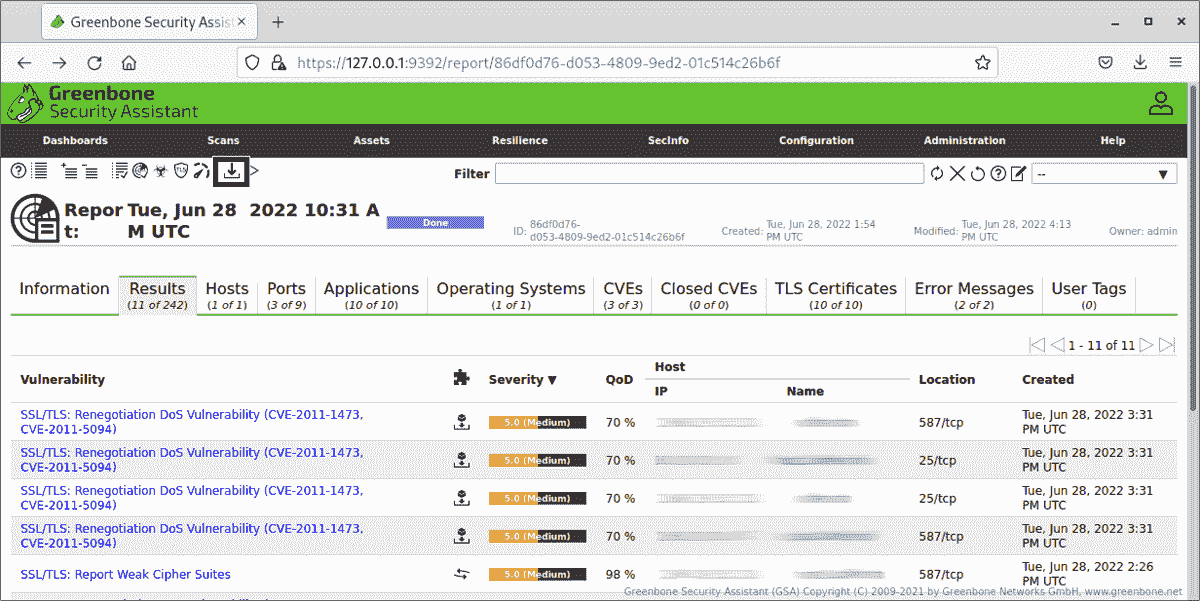 Greenbone Security Assist
https://127.0.0.1:9392/report/86df0d76-d053-4809-9ed2-01c514c26b6f
Greenbone
Security Assistant
Dashboards Scans Assets Resilience SecInfo Configuration Administration Help
TLS Filter --
Repor Tue, Jun 28 2022 10:31 A
t: M UTC
Done
ID: 86df0d76-
d053-4809-9ed2-01c514c26b6f
Created: Tue, Jun 28, 2022 1:54
PM UTC
Modified: Tue, Jun 28, 2022 4:13
PM UTC
Owner: admin
Information Results Hosts Ports Applications Operating Systems CVEs Closed CVEs TLS Certificates Error Messages User Tags
(11 of 242) (1 of 1) (3 of 9) (10 of 10) (1 of 1) (3 of 3) (0 of 0) (10 of 10) (2 of 2) (0)
1 - 11 of 11
Vulnerability Severity ▼ QoD Host Location Created
IP Name
SSL/TLS: Renegotiation DoS Vulnerability (CVE-2011-1473,
CVE-2011-5094)
5.0 (Medium) 70 % 587/tcp Tue, Jun 28, 2022 3:31
PM UTC
SSL/TLS: Renegotiation DoS Vulnerability (CVE-2011-1473,
CVE-2011-5094)
5.0 (Medium) 70 % 25/tcp Tue, Jun 28, 2022 3:31
PM UTC
SSL/TLS: Renegotiation DoS Vulnerability (CVE-2011-1473,
CVE-2011-5094)
5.0 (Medium) 70 % 25/tcp Tue, Jun 28, 2022 3:31
PM UTC
SSL/TLS: Renegotiation DoS Vulnerability (CVE-2011-1473,
CVE-2011-5094)
5.0 (Medium) 70 % 587/tcp Tue, Jun 28, 2022 3:31
PM UTC
SSL/TLS: Report Weak Cipher Suites 5.0 (Medium) 98 % 587/tcp Tue, Jun 28, 2022 2:26
PM UTC
Greenbone Security Assistant (GSA) Copyright (C) 2009-2021 by Greenbone Networks GmbH, www.greenbone.net